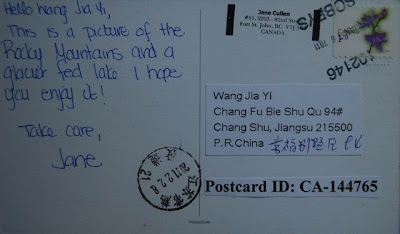 Hello Wang Jia Yi,
This is a picture of the
Rocky Mountains and a
glacier fed lake I hope
you enjoy it!
Take care,
Jane
Jane Cullen
Fort St. John, BC V1J
CANADA
102146
Wang Jia Yi
Chang Fu Bie Shu Qu 94#
Chang Shu, Jiangsu 215500
P.R.China
Postcard ID: CA-144765